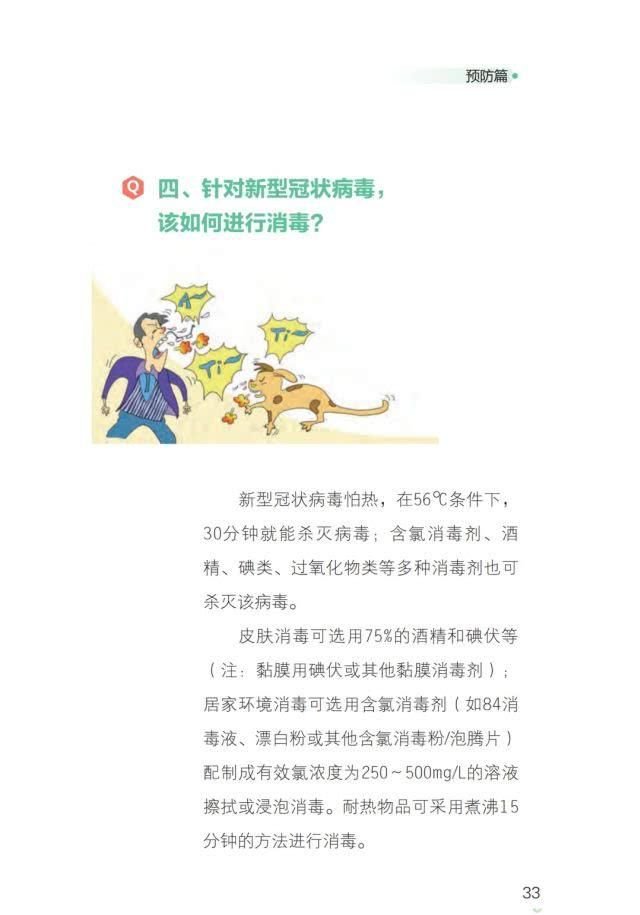 预防篇
Q 四、针对新型冠状病毒，
该如何进行消毒？
A
Ti
Ti
新型冠状病毒怕热，在56℃条件下，
30分钟就能杀灭病毒；含氯消毒剂、酒
精、碘类、过氧化物类等多种消毒剂也可
杀灭该病毒。
皮肤消毒可选用75%的酒精和碘伏等
（注：黏膜用碘伏或其他黏膜消毒剂）；
居家环境消毒可选用含氯消毒剂（如84消
毒液、漂白粉或其他含氯消毒粉/泡腾片）
配制成有效氯浓度为250～500mg/L的溶液
擦拭或浸泡消毒。耐热物品可采用煮沸15
分钟的方法进行消毒。
33